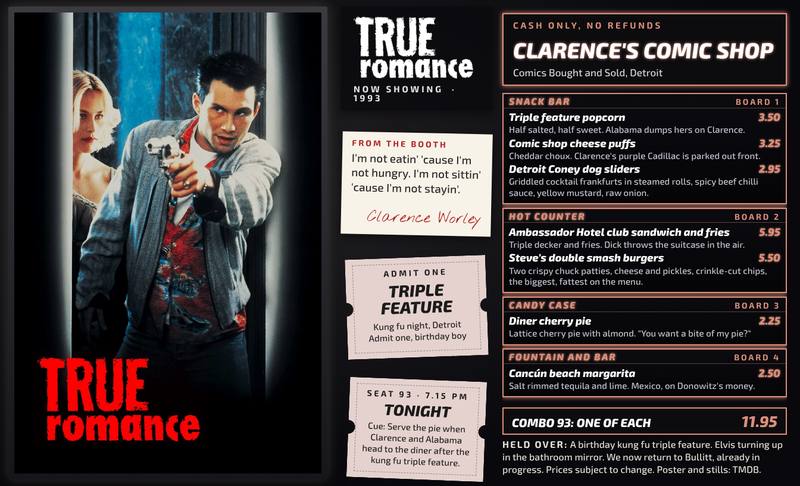 TRUE
romance
TRUE
romance
NOW SHOWING ·
1993
FROM THE BOOTH
I'm not eatin' 'cause I'm
not hungry. I'm not sittin'
'cause I'm not stayin'.
Clarence Worley
ADMIT ONE
TRIPLE
FEATURE
Kung fu night, Detroit
Admit one, birthday boy
SEAT 93 · 7.15 PM
TONIGHT
Cue: Serve the pie when
Clarence and Alabama
head to the diner after the
kung fu triple feature.
CASH ONLY, NO REFUNDS
CLARENCE'S COMIC SHOP
Comics Bought and Sold, Detroit
SNACK BAR BOARD 1
Triple feature popcorn 3.50
Half salted, half sweet. Alabama dumps hers on Clarence.
Comic shop cheese puffs 3.25
Cheddar choux. Clarence's purple Cadillac is parked out front.
Detroit Coney dog sliders 2.95
Griddled cocktail frankfurts in steamed rolls, spicy beef chilli
sauce, yellow mustard, raw onion.
HOT COUNTER BOARD 2
Ambassador Hotel club sandwich and fries 5.95
Triple decker and fries. Dick throws the suitcase in the air.
Steve's double smash burgers 5.50
Two crispy chuck patties, cheese and pickles, crinkle-cut chips,
the biggest, fattest on the menu.
CANDY CASE BOARD 3
Diner cherry pie 2.25
Lattice cherry pie with almond. "You want a bite of my pie?"
FOUNTAIN AND BAR BOARD 4
Cancún beach margarita 2.50
Salt rimmed tequila and lime. Mexico, on Donowitz's money.
COMBO 93: ONE OF EACH 11.95
HELD OVER: A birthday kung fu triple feature. Elvis turning up
in the bathroom mirror. We now return to Bullitt, already in
progress. Prices subject to change. Poster and stills: TMDB.